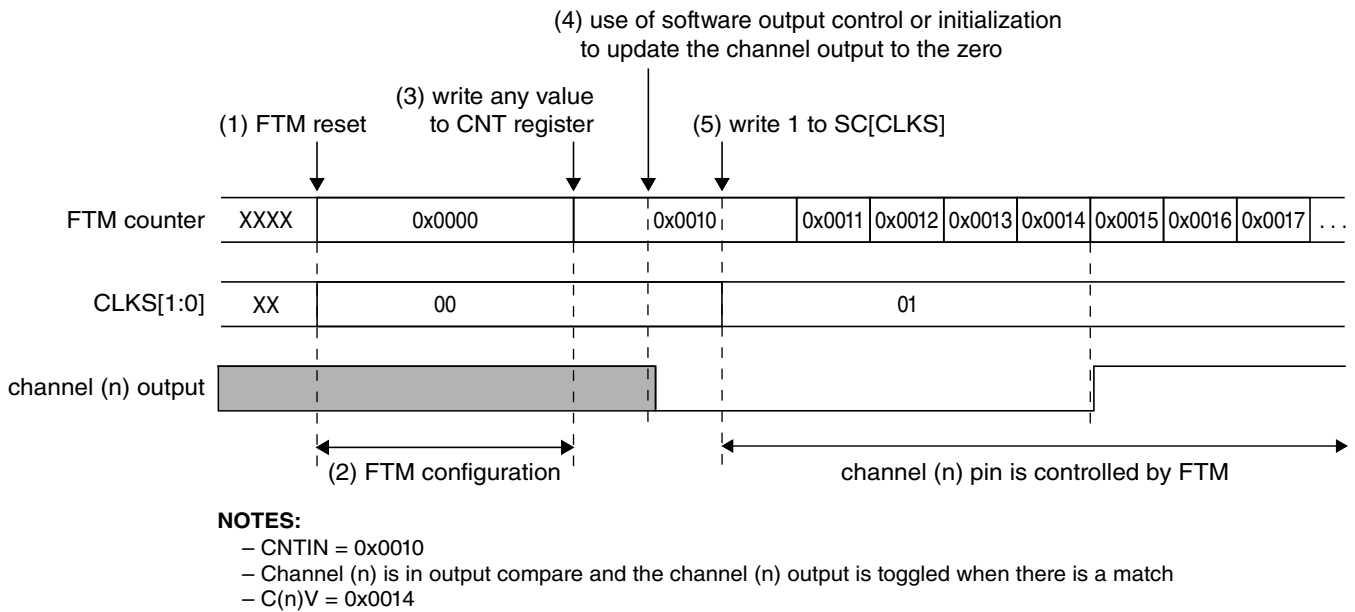 (4) use of software output control or initialization
to update the channel output to the zero
(3) write any value
to CNT register
(1) FTM reset
(5) write 1 to SC[CLKS]
FTM counter
XXXX
0x0000
0x0010
0x0011
0x0012
0x0013
0x0014
0x0015
0x0016
0x0017
. . .
CLKS[1:0]
XX
00
01
channel (n) output
(2) FTM configuration
channel (n) pin is controlled by FTM
NOTES:
– CNTIN = 0x0010
– Channel (n) is in output compare and the channel (n) output is toggled when there is a match
– C(n)V = 0x0014